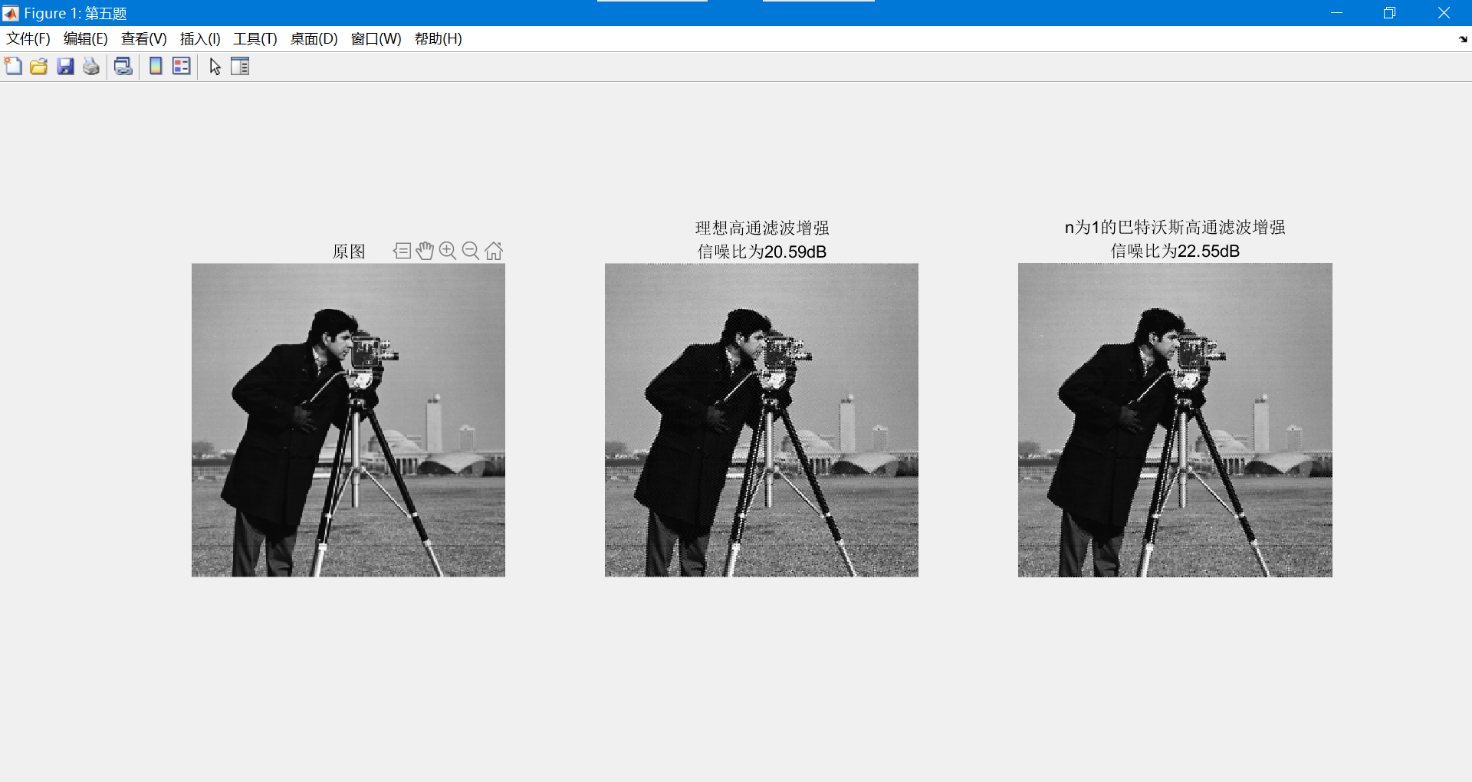 Figure 1: 第五题
文件(F) 编辑(E) 查看(V) 插入(I) 工具(T) 桌面(D) 窗口(W) 帮助(H)
原图
理想高通滤波增强
信噪比为20.59dB
n为1的巴特沃斯高通滤波增强
信噪比为22.55dB